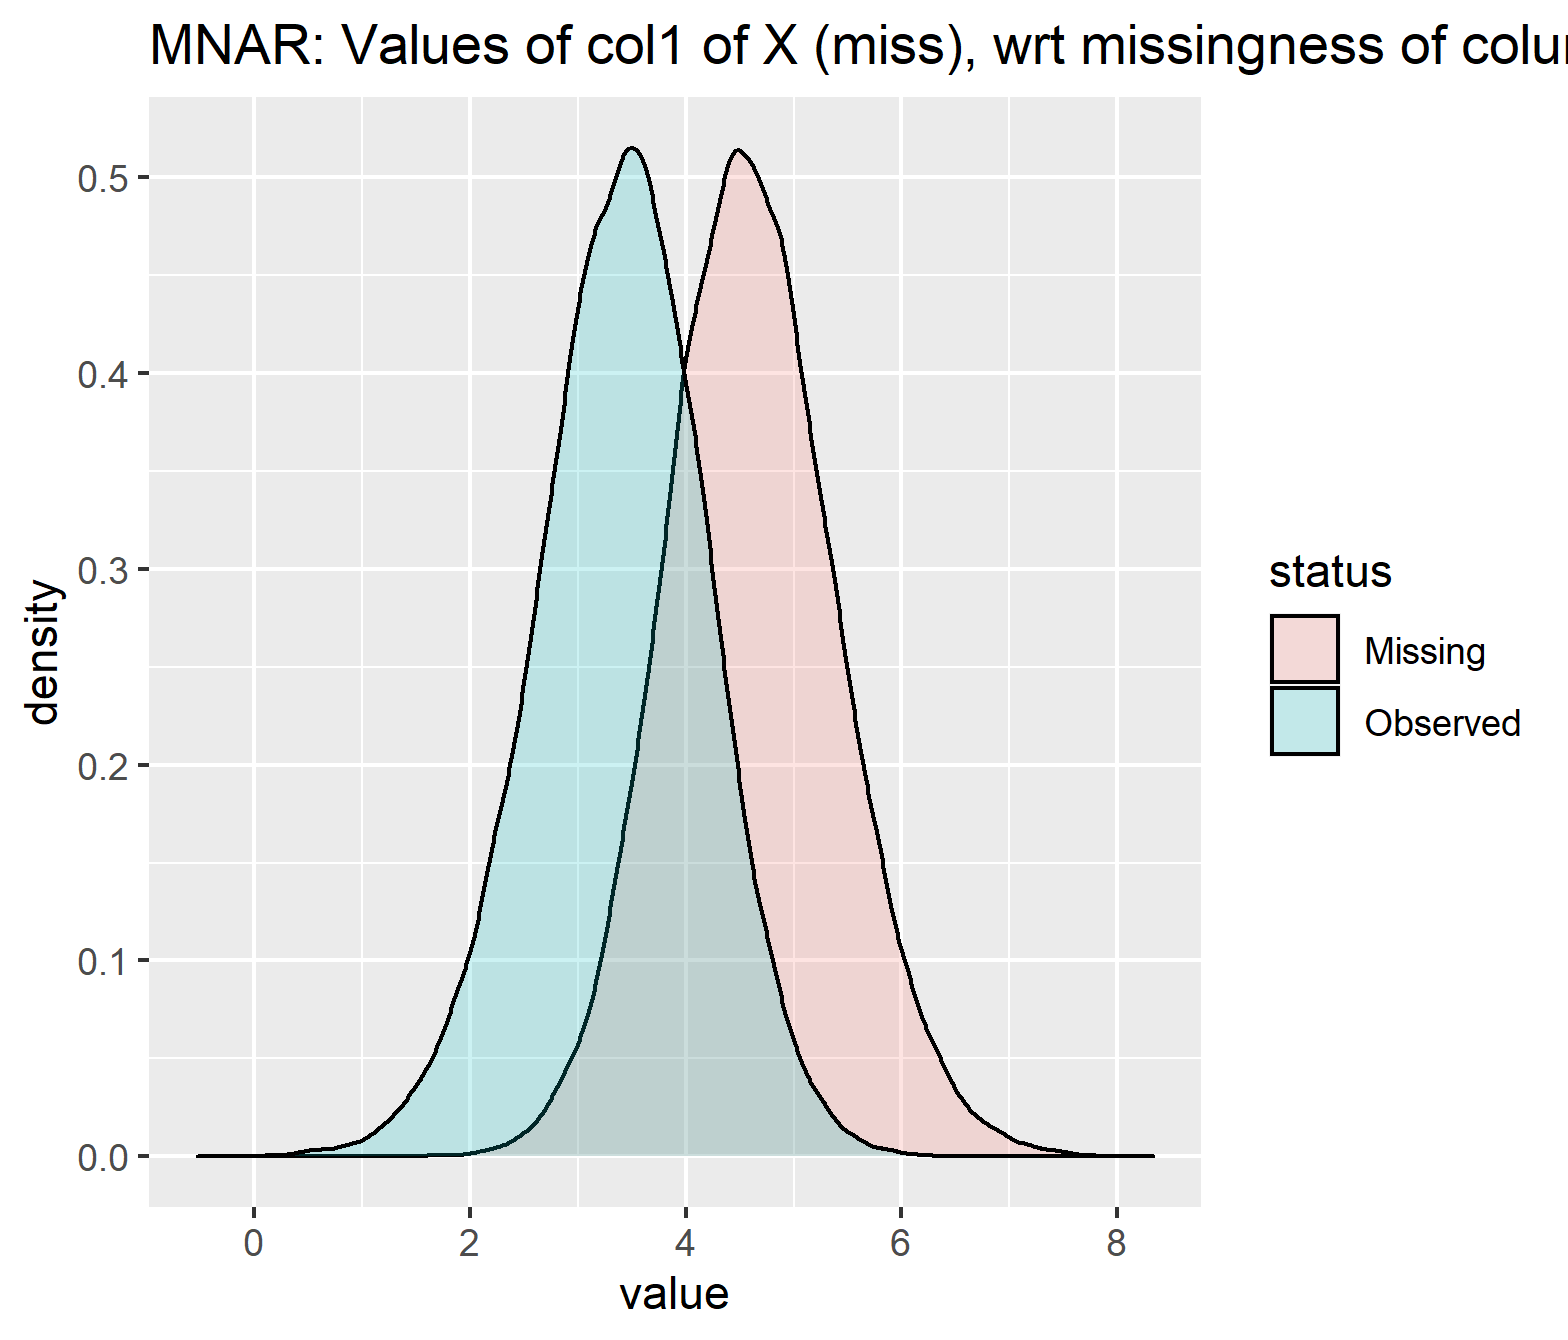 MNAR: Values of col1 of X (miss), wrt missingness of
0.5
0.4
0.3
0.2
0.1
0.0
density
0
2
4
6
8
value
status
Missing
Observed